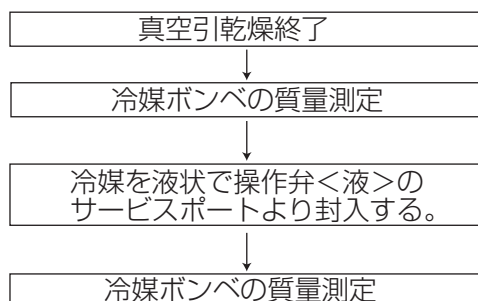 真空引乾燥終了
冷媒ボンベの質量測定
冷媒を液状で操作弁＜液＞の
サービスポートより封入する。
冷媒ボンベの質量測定